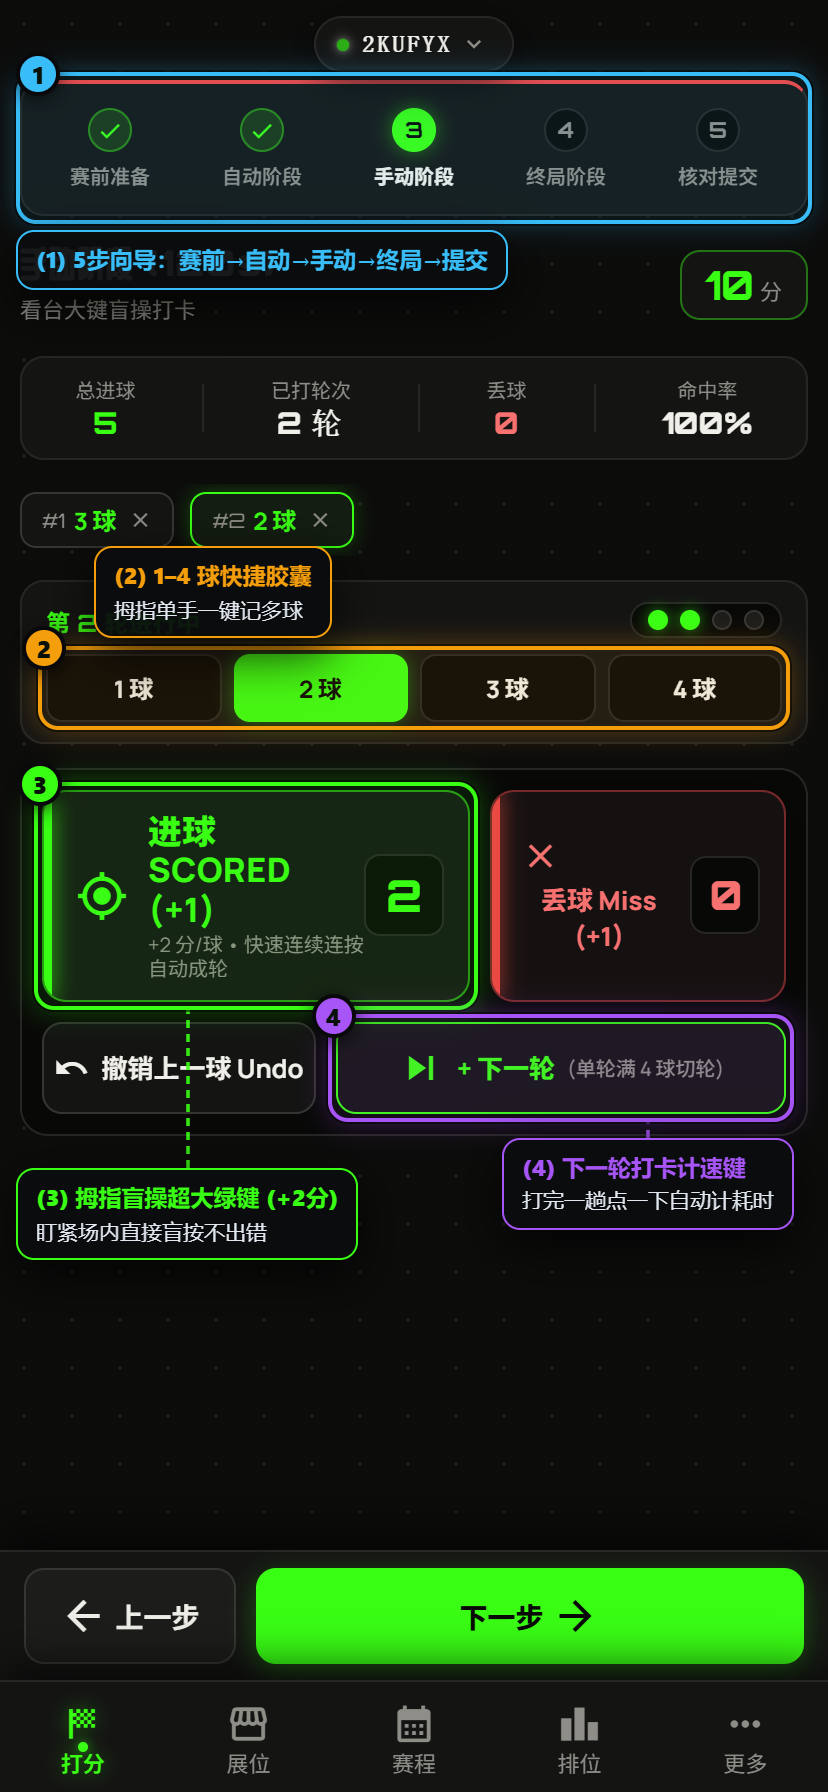 2KUFYX
1
3
4
5
赛前准备
自动阶段
手动阶段
终局阶段
核对提交
(1) 5步向导：赛前→自动→手动→终局→提交
看台大键盲操打卡
10 分
总进球
已打轮次
丢球
命中率
5
2 轮
0
100%
#1 3 球 ×
#2 2 球 ×
(2) 1–4 球快捷胶囊
拇指单手一键记多球
第 2
2
1 球
2 球
3 球
4 球
3
进球
SCORED
(+1)
+2 分/球 • 快速连续连按
自动成轮
2
丢球 Miss
(+1)
0
4
撤销上一球 Undo
+ 下一轮 (单轮满 4 球切轮)
(3) 拇指盲操超大绿键 (+2分)
盯紧场内直接盲按不出错
(4) 下一轮打卡计速键
打完一趟点一下自动计耗时
上一步
下一步
打分
展位
赛程
排位
更多